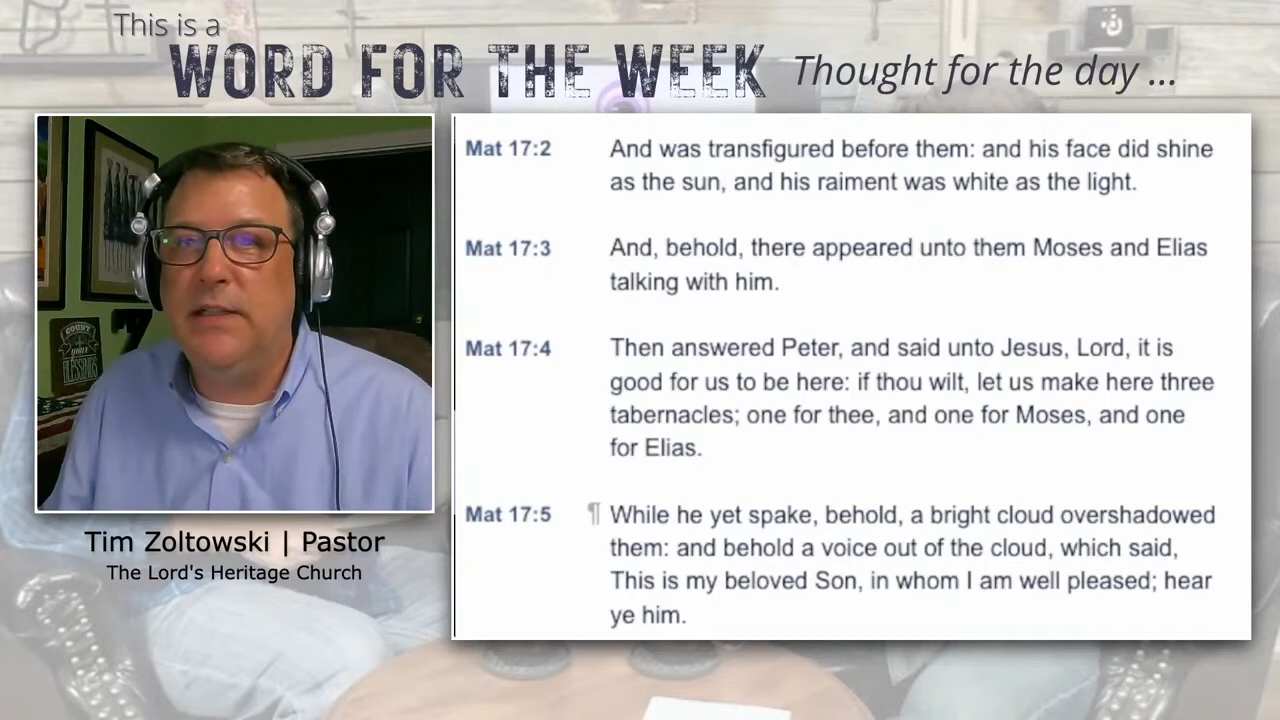 This is a
WORD FOR THE WEEK
Thought for the day ...
COUNT
your
BLESSINGS
Tim Zoltowski | Pastor
The Lord's Heritage Church
Mat 17:2 And was transfigured before them: and his face did shine
as the sun, and his raiment was white as the light.
Mat 17:3 And, behold, there appeared unto them Moses and Elias
talking with him.
Mat 17:4 Then answered Peter, and said unto Jesus, Lord, it is
good for us to be here: if thou wilt, let us make here three
tabernacles; one for thee, and one for Moses, and one
for Elias.
Mat 17:5 ¶ While he yet spake, behold, a bright cloud overshadowed
them: and behold a voice out of the cloud, which said,
This is my beloved Son, in whom I am well pleased; hear
ye him.